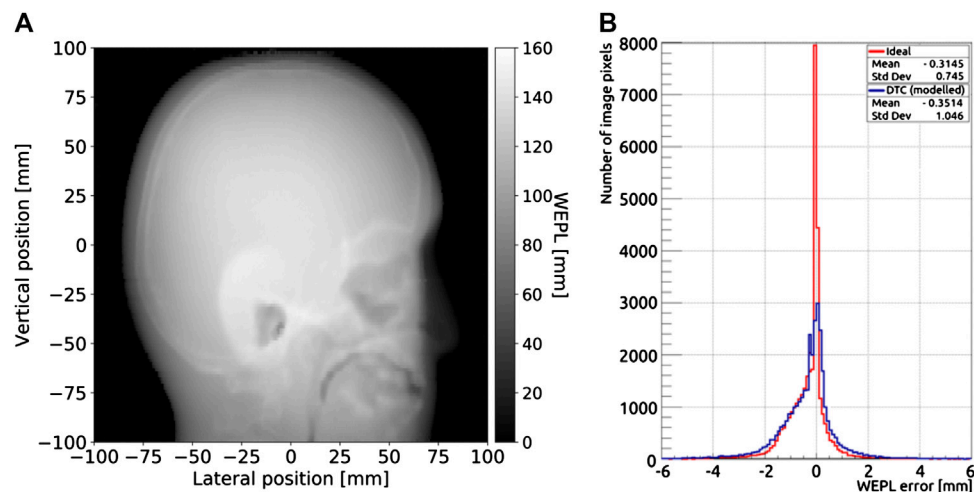 A
B
100
75
50
25
0
−25
−50
−75
−100
Vertical position [mm]
−100 −75 −50 −25 0 25 50 75 100
Lateral position [mm]
160
140
120
100
80
60
40
20
0
WEPL [mm]
Number of image pixels
8000
7000
6000
5000
4000
3000
2000
1000
0
-6 -4 -2 0 2 4 6
WEPL error [mm]
Ideal
Mean - 0.3145
Std Dev 0.745
DTC (modelled)
Mean - 0.3514
Std Dev 1.046